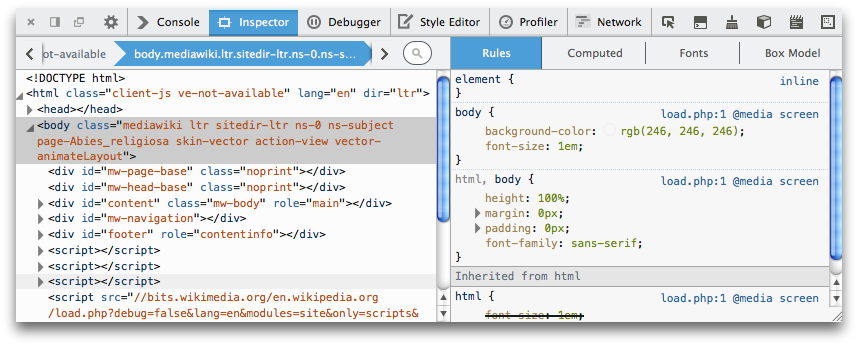 Console Inspector Debugger Style Editor Profiler Network
ot-available body.mediawiki.ltr.sitedir-ltr.ns-0.ns-s...
Rules Computed Fonts Box Model
<!DOCTYPE html>
<html class="client-js ve-not-available" lang="en" dir="ltr">
<head></head>
<body class="mediawiki ltr sitedir-ltr ns-0 ns-subject
page-Abies_religiosa skin-vector action-view vector-
animateLayout">
<div id="mw-page-base" class="noprint"></div>
<div id="mw-head-base" class="noprint"></div>
<div id="content" class="mw-body" role="main"></div>
<div id="mw-navigation"></div>
<div id="footer" role="contentinfo"></div>
<script></script>
<script></script>
<script></script>
<script src="//bits.wikimedia.org/en.wikipedia.org
/load.php?debug=false&lang=en&modules=site&only=scripts&
element { inline
}
body { load.php:1 @media screen
background-color: rgb(246, 246, 246);
font-size: 1em;
}
html, body { load.php:1 @media screen
height: 100%;
margin: 0px;
padding: 0px;
font-family: sans-serif;
}
Inherited from html
html { load.php:1 @media screen
font-size: 1em;